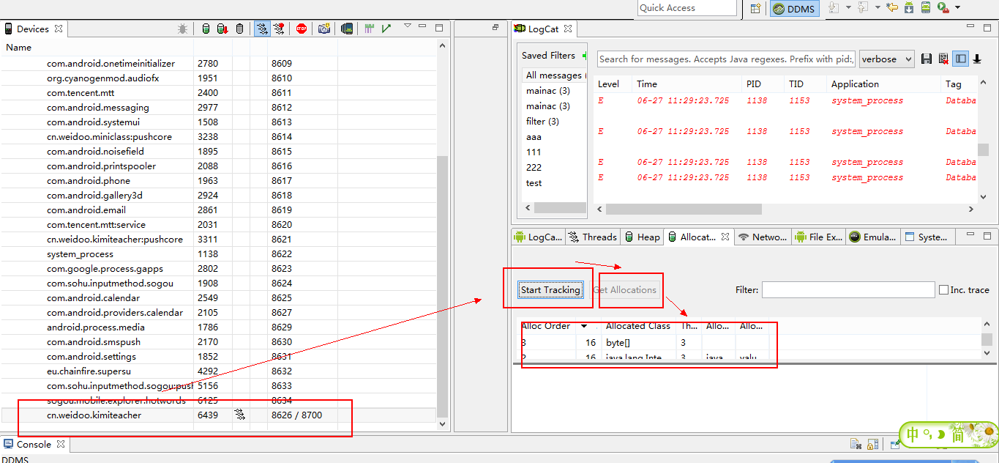 Quick Access
DDMS
Devices
Name
com.android.onetimeinitializer 2780 8609
org.cyanogenmod.audiofx 1951 8610
com.tencent.mtt 2400 8611
com.android.messaging 2977 8612
com.android.systemui 1508 8613
cn.weidoo.miniclass:pushcore 3238 8614
com.android.noisefield 1895 8615
com.android.printspooler 2088 8616
com.android.phone 1963 8617
com.android.gallery3d 2924 8618
com.android.email 2861 8619
com.tencent.mtt:service 2031 8620
cn.weidoo.kimiteacher:pushcore 3311 8621
system_process 1138 8622
com.google.process.gapps 2802 8623
com.sohu.inputmethod.sogou 1908 8624
com.android.calendar 2549 8625
com.android.providers.calendar 2105 8627
android.process.media 1786 8629
com.android.smspush 2170 8630
com.android.settings 1852 8631
eu.chainfire.supersu 4292 8632
com.sohu.inputmethod.sogou:pusl 5156 8633
sogou.mobile.explorer.hotwords 6125 8634
cn.weidoo.kimiteacher 6439 8626 / 8700
Console
DDMS
LogCat
Saved Filters
All messages (
mainac (3)
mainac (3)
filter (3)
aaa
111
222
test
Search for messages. Accepts Java regexes. Prefix with pid:,
verbose
Level Time PID TID Application Tag
E 06-27 11:29:23.725 1138 1153 system_process Databa
E 06-27 11:29:23.725 1138 1153 system_process Databa
E 06-27 11:29:23.725 1138 1153 system_process Databa
E 06-27 11:29:23.725 1138 1153 system_process Databa
LogCa... Threads Heap Allocat... Netwo... File Ex... Emula... Syste...
Start Tracking Get Allocations Filter: Inc. trace
Alloc Order Allocated Class Th... Allo... Allo...
3 16 byte[] 3
2 16 java.lang.Inte 3 java valu
中 简